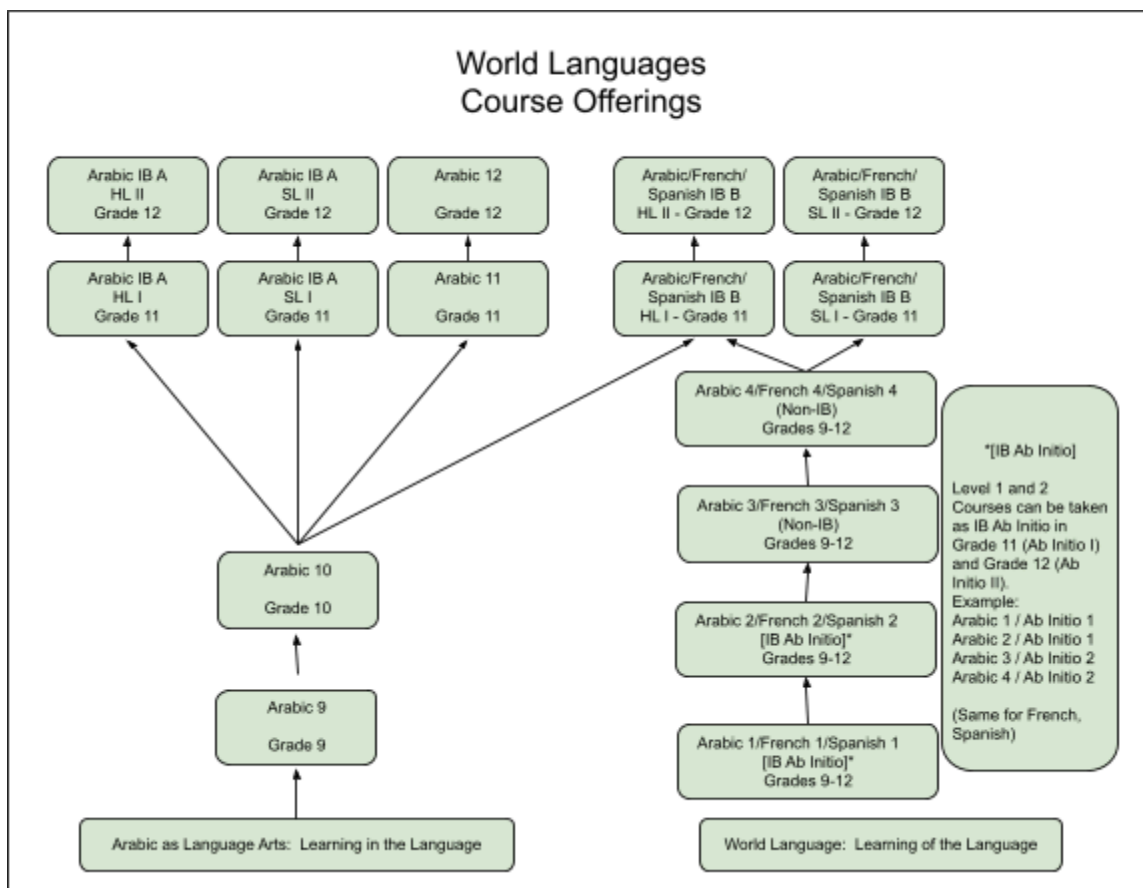 World Languages
Course Offerings
Arabic IB A
HL II
Grade 12
Arabic IB A
SL II
Grade 12
Arabic 12
Grade 12
Arabic/French/
Spanish IB B
HL II - Grade 12
Arabic/French/
Spanish IB B
SL II - Grade 12
Arabic IB A
HL I
Grade 11
Arabic IB A
SL I
Grade 11
Arabic 11
Grade 11
Arabic/French/
Spanish IB B
HL I - Grade 11
Arabic/French/
Spanish IB B
SL I - Grade 11
Arabic 4/French 4/Spanish 4
(Non-IB)
Grades 9-12
Arabic 3/French 3/Spanish 3
(Non-IB)
Grades 9-12
Arabic 2/French 2/Spanish 2
[IB Ab Initio]*
Grades 9-12
Arabic 1/French 1/Spanish 1
[IB Ab Initio]*
Grades 9-12
*[IB Ab Initio]
Level 1 and 2
Courses can be taken
as IB Ab Initio in
Grade 11 (Ab Initio I)
and Grade 12 (Ab
Initio II).
Example:
Arabic 1 / Ab Initio 1
Arabic 2 / Ab Initio 1
Arabic 3 / Ab Initio 2
Arabic 4 / Ab Initio 2
(Same for French,
Spanish)
Arabic 10
Grade 10
Arabic 9
Grade 9
Arabic as Language Arts: Learning in the Language
World Language: Learning of the Language